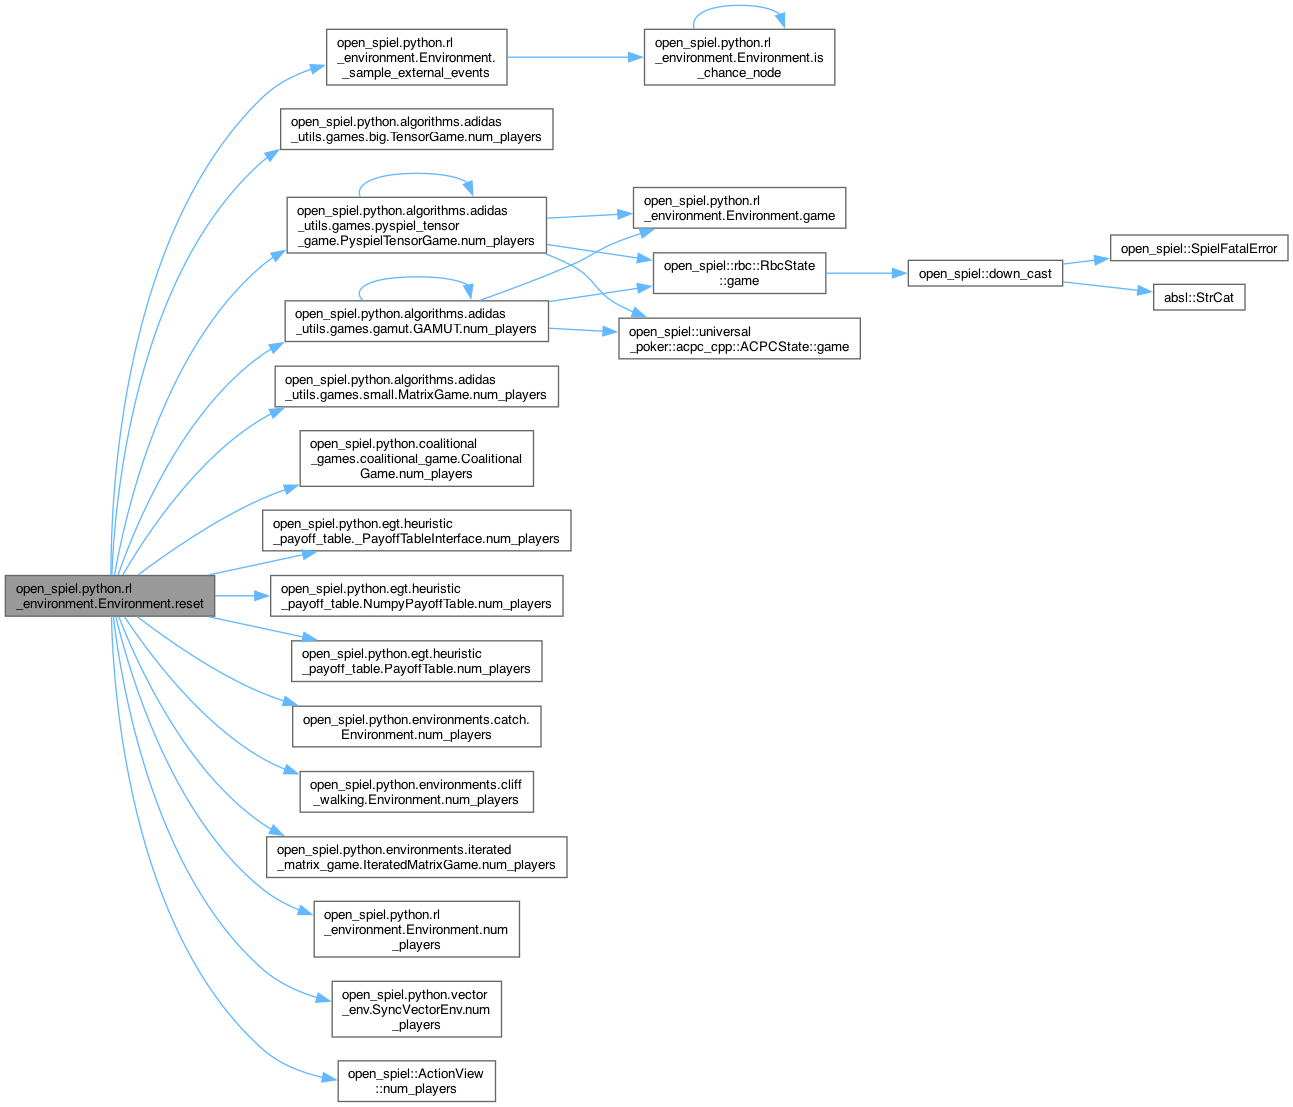 open_spiel.python.rl
_environment.Environment.reset
open_spiel.python.rl
_environment.Environment.
_sample_external_events
open_spiel.python.rl
_environment.Environment.is
_chance_node
open_spiel.python.algorithms.adidas
_utils.games.big.TensorGame.num_players
open_spiel.python.algorithms.adidas
_utils.games.pyspiel_tensor
_game.PyspielTensorGame.num_players
open_spiel.python.rl
_environment.Environment.game
open_spiel::rbc::RbcState
::game
open_spiel::down_cast
open_spiel::SpielFatalError
absl::StrCat
open_spiel::universal
_poker::acpc_cpp::ACPCState::game
open_spiel.python.algorithms.adidas
_utils.games.gamut.GAMUT.num_players
open_spiel.python.algorithms.adidas
_utils.games.small.MatrixGame.num_players
open_spiel.python.coalitional
_games.coalitional_game.Coalitional
Game.num_players
open_spiel.python.egt.heuristic
_payoff_table._PayoffTableInterface.num_players
open_spiel.python.egt.heuristic
_payoff_table.NumpyPayoffTable.num_players
open_spiel.python.egt.heuristic
_payoff_table.PayoffTable.num_players
open_spiel.python.environments.catch.
Environment.num_players
open_spiel.python.environments.cliff
_walking.Environment.num_players
open_spiel.python.environments.iterated
_matrix_game.IteratedMatrixGame.num_players
open_spiel.python.rl
_environment.Environment.num
_players
open_spiel.python.vector
_env.SyncVectorEnv.num
_players
open_spiel::ActionView
::num_players